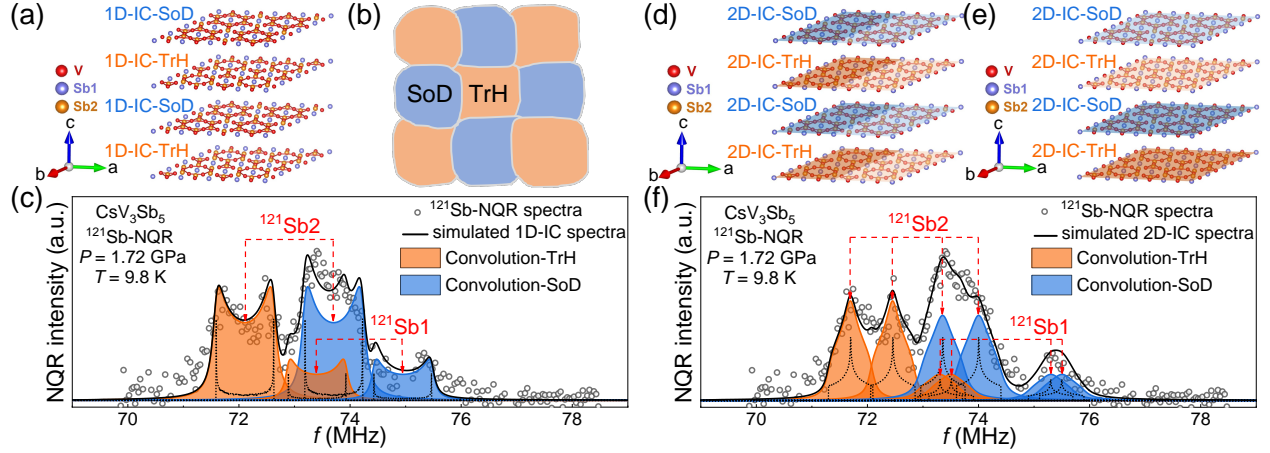 (a)
1D-IC-SoD
1D-IC-TrH
1D-IC-SoD
1D-IC-TrH
V
Sb1
Sb2
c
b
a
(b)
SoD TrH
(c)
NQR intensity (a.u.)
CsV₃Sb₅
¹²¹Sb-NQR
P = 1.72 GPa
T = 9.8 K
¹²¹Sb2
¹²¹Sb1
¹²¹Sb-NQR spectra
simulated 1D-IC spectra
Convolution-TrH
Convolution-SoD
70 72 74 76 78
f (MHz)
(d)
2D-IC-SoD
2D-IC-TrH
2D-IC-SoD
2D-IC-TrH
V
Sb1
Sb2
c
b
a
(e)
2D-IC-SoD
2D-IC-TrH
2D-IC-SoD
2D-IC-TrH
V
Sb1
Sb2
c
b
a
(f)
NQR intensity (a.u.)
CsV₃Sb₅
¹²¹Sb-NQR
P = 1.72 GPa
T = 9.8 K
¹²¹Sb2
¹²¹Sb1
¹²¹Sb-NQR spectra
simulated 2D-IC spectra
Convolution-TrH
Convolution-SoD
70 72 74 76 78
f (MHz)